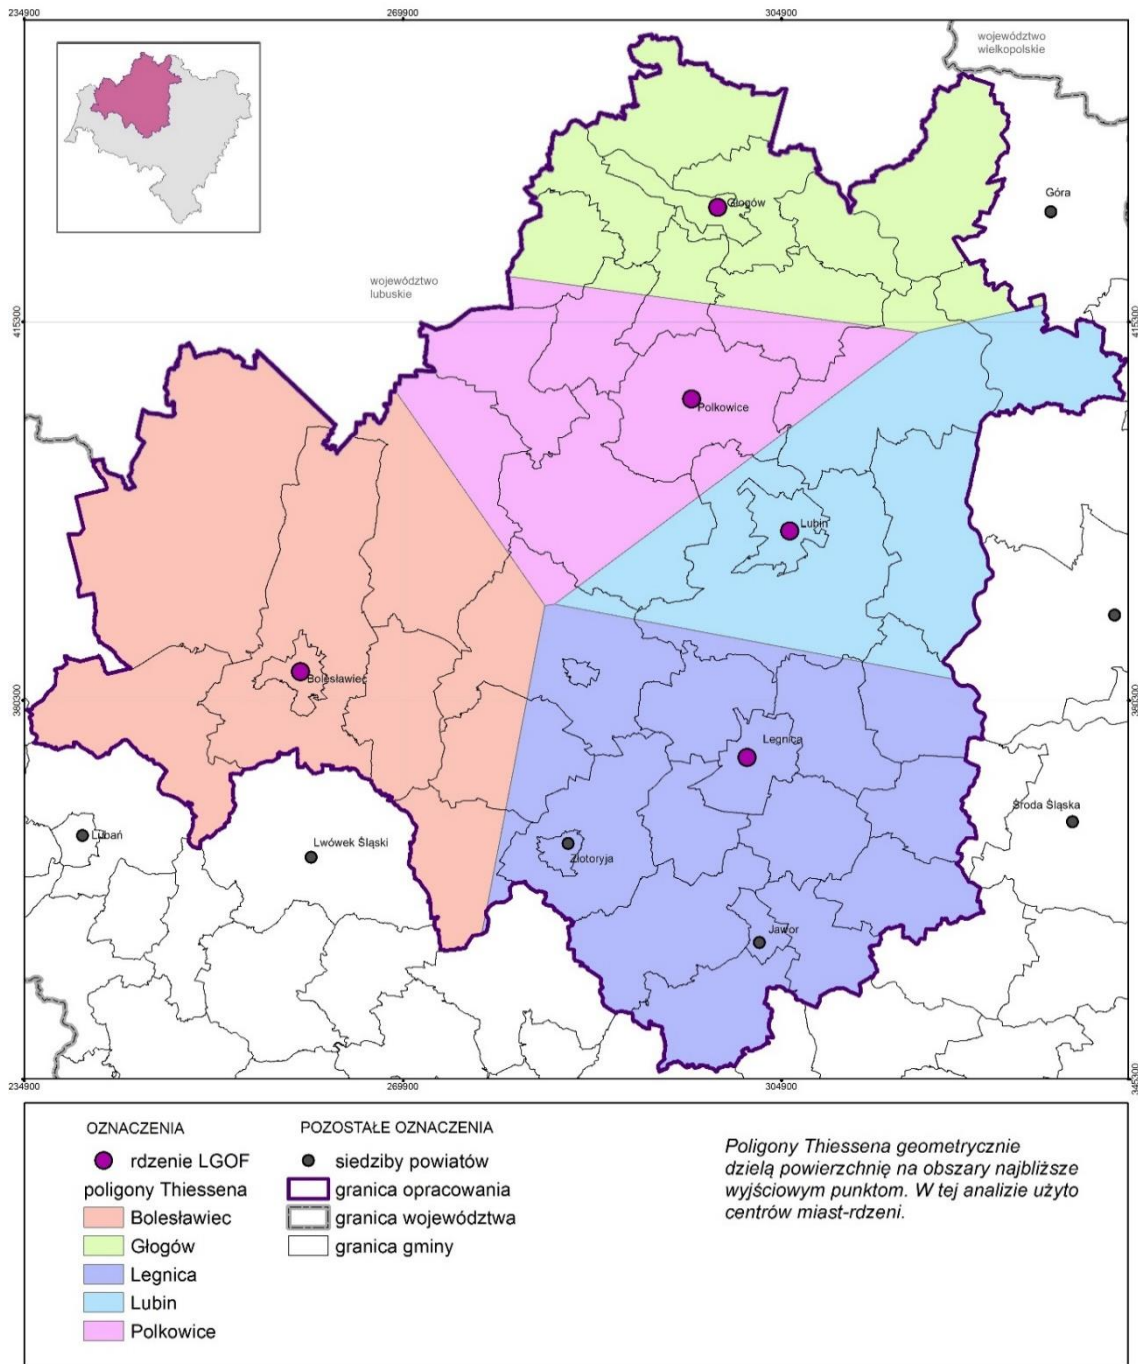 234900
269900
304900
województwo
wielkopolskie
Góra
Głogów
województwo
lubuskie
415300
415300
Polkowice
Lubin
Bolesławiec
380300
380300
Legnica
Środa Śląska
Lubań
Lwówek Śląski
Złotoryja
Jawor
345300
234900
269900
304900
OZNACZENIA
rdzenie LGOF
poligony Thiessena
Bolesławiec
Głogów
Legnica
Lubin
Polkowice
POZOSTAŁE OZNACZENIA
siedziby powiatów
granica opracowania
granica województwa
granica gminy
Poligony Thiessena geometrycznie
dzielą powierzchnię na obszary najbliższe
wyjściowym punktom. W tej analizie użyto
centrów miast-rdzeni.